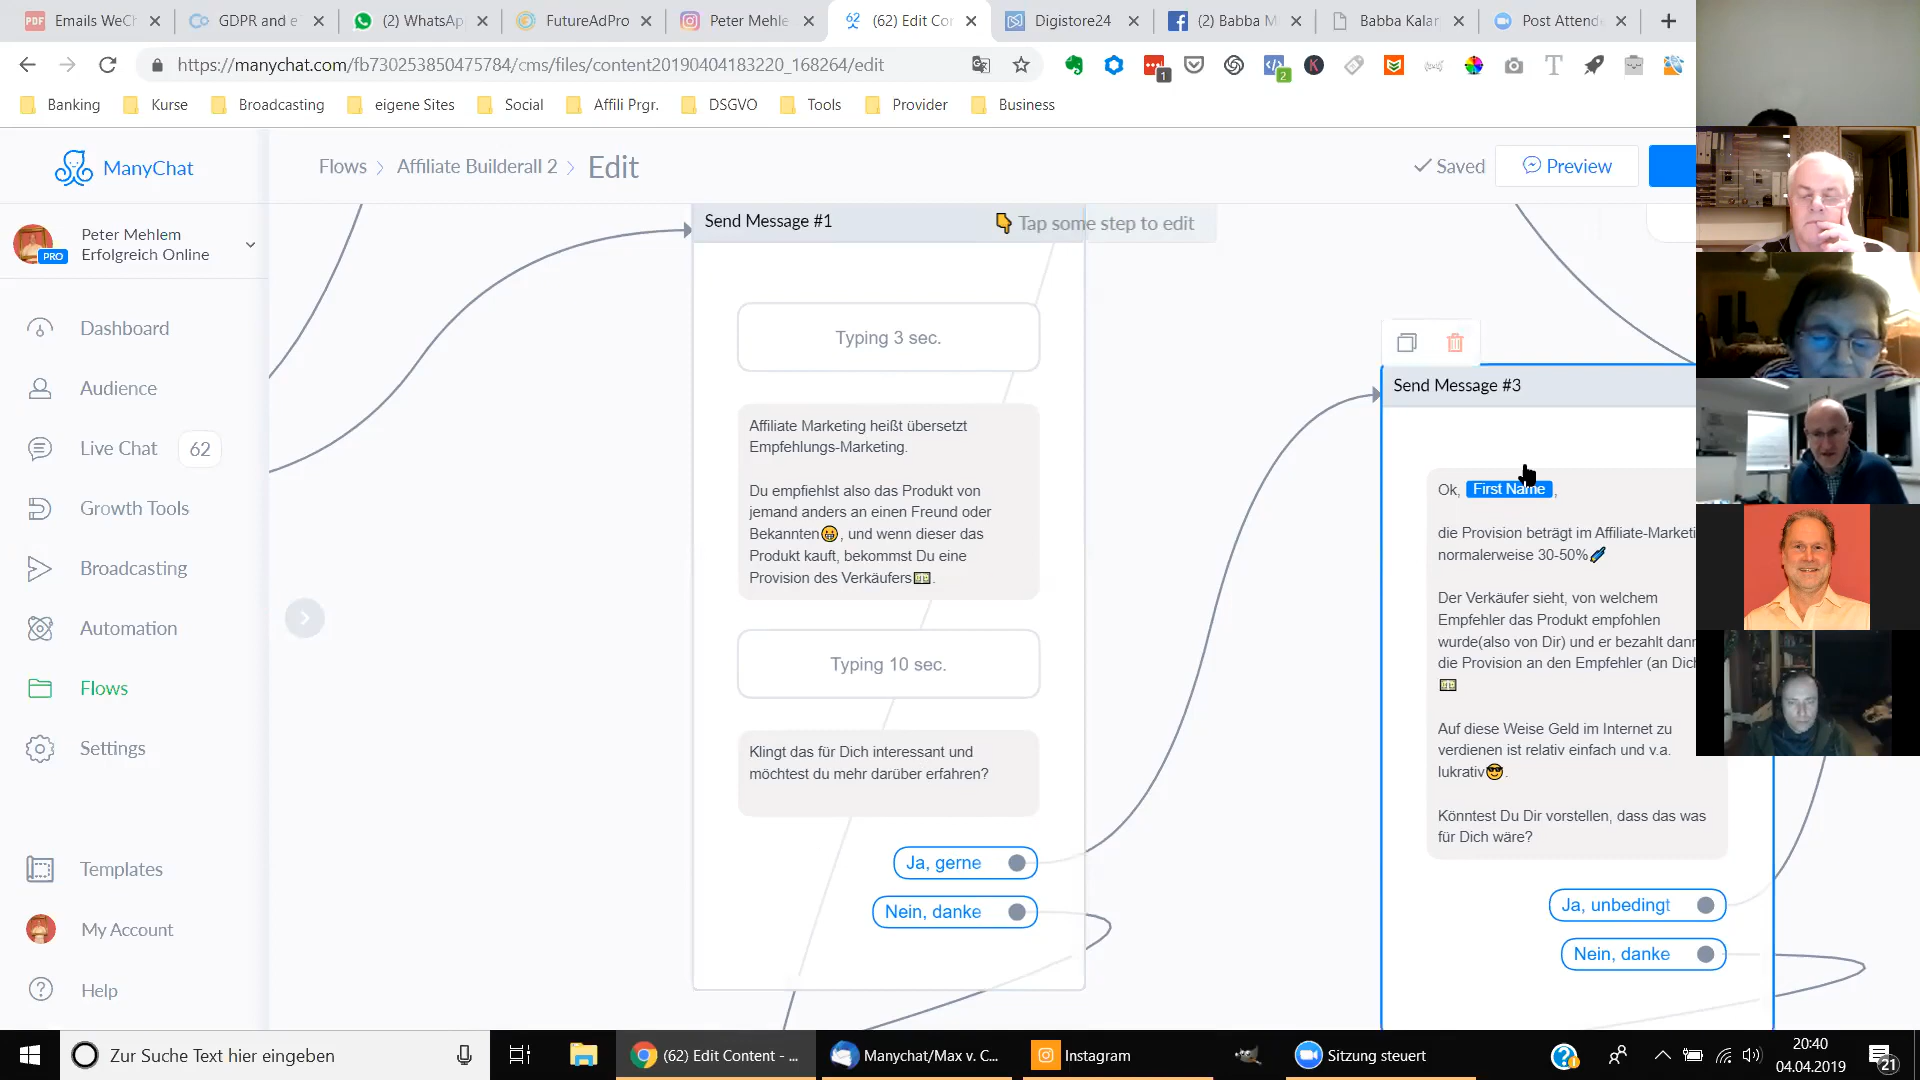 Emails WeCl
GDPR and e
(2) WhatsAp
FutureAdPro
Peter Mehle
(62) Edit Cor
Digistore24
(2) Babba M
Babba Kalar
Post Attende
https://manychat.com/fb730253850475784/cms/files/content20190404183220_168264/edit
Banking
Kurse
Broadcasting
eigene Sites
Social
Affili Prgr.
DSGVO
Tools
Provider
Business
ManyChat
Flows > Affiliate Builderall 2 > Edit
Saved
Preview
Peter Mehlem
Erfolgreich Online
PRO
Dashboard
Audience
Live Chat 62
Growth Tools
Broadcasting
Automation
Flows
Settings
Templates
My Account
Help
Send Message #1
Tap some step to edit
Typing 3 sec.
Affiliate Marketing heißt übersetzt
Empfehlungs-Marketing.
Du empfiehlst also das Produkt von
jemand anders an einen Freund oder
Bekannten😁, und wenn dieser das
Produkt kauft, bekommst Du eine
Provision des Verkäufers💵.
Typing 10 sec.
Klingt das für Dich interessant und
möchtest du mehr darüber erfahren?
Ja, gerne
Nein, danke
Send Message #3
Ok, First Name ,
die Provision beträgt im Affiliate-Marketi
normalerweise 30-50%
Der Verkäufer sieht, von welchem
Empfehler das Produkt empfohlen
wurde(also von Dir) und er bezahlt dann
die Provision an den Empfehler (an Dich
💵
Auf diese Weise Geld im Internet zu
verdienen ist relativ einfach und v.a.
lukrativ😎.
Könntest Du Dir vorstellen, dass das was
für Dich wäre?
Ja, unbedingt
Nein, danke
Zur Suche Text hier eingeben
(62) Edit Content - ...
Manychat/Max v. C...
Instagram
Sitzung steuert
20:40
04.04.2019
21